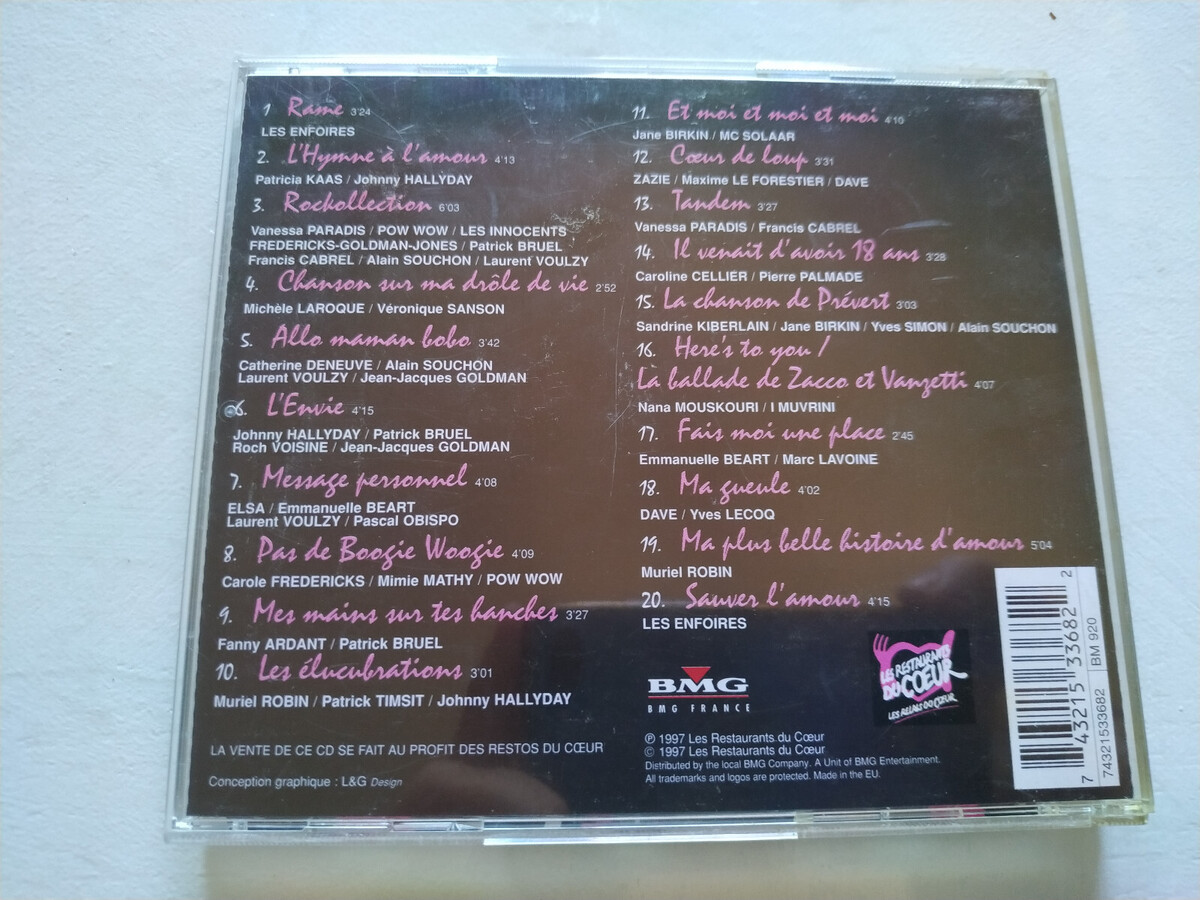 1 Rame 3'24
LES ENFOIRES
2. L'Hymne à l'amour 4'13
Patricia KAAS / Johnny HALLYDAY
3. Rockollection 6'03
Vanessa PARADIS / POW WOW / LES INNOCENTS
FREDERICKS-GOLDMAN-JONES / Patrick BRUEL
Francis CABREL / Alain SOUCHON / Laurent VOULZY
4. Chanson sur ma drôle de vie 2'52
Michèle LAROQUE / Véronique SANSON
5. Allo maman bobo 3'42
Catherine DENEUVE / Alain SOUCHON
Laurent VOULZY / Jean-Jacques GOLDMAN
6. L'Envie 4'15
Johnny HALLYDAY / Patrick BRUEL
Roch VOISINE / Jean-Jacques GOLDMAN
7. Message personnel 4'08
ELSA / Emmanuelle BEART
Laurent VOULZY / Pascal OBISPO
8. Pas de Boogie Woogie 4'09
Carole FREDERICKS / Mimie MATHY / POW WOW
9. Mes mains sur tes hanches 3'27
Fanny ARDANT / Patrick BRUEL
10. Les élucubrations 3'01
Muriel ROBIN / Patrick TIMSIT / Johnny HALLYDAY
LA VENTE DE CE CD SE FAIT AU PROFIT DES RESTOS DU CŒUR
Conception graphique : L&G Design
11. Et moi et moi et moi 4'10
Jane BIRKIN / MC SOLAAR
12. Cœur de loup 3'31
ZAZIE / Maxime LE FORESTIER / DAVE
13. Tandem 3'27
Vanessa PARADIS / Francis CABREL
14. Il venait d'avoir 18 ans 3'28
Caroline CELLIER / Pierre PALMADE
15. La chanson de Prévert 3'03
Sandrine KIBERLAIN / Jane BIRKIN / Yves SIMON / Alain SOUCHON
16. Here's to you /
La ballade de Zacco et Vanzetti 4'07
Nana MOUSKOURI / I MUVRINI
17. Fais moi une place 2'45
Emmanuelle BEART / Marc LAVOINE
18. Ma gueule 4'02
DAVE / Yves LECOQ
19. Ma plus belle histoire d'amour 5'04
Muriel ROBIN
20. Sauver l'amour 4'15
LES ENFOIRES
BMG
BMG FRANCE
LES RESTAURANTS
DU CŒUR
LES RELAIS DU CŒUR
℗ 1997 Les Restaurants du Cœur
© 1997 Les Restaurants du Cœur
Distributed by the local BMG Company. A Unit of BMG Entertainment.
All trademarks and logos are protected. Made in the EU.
7 43215 33682 2
74321533682 BM 920